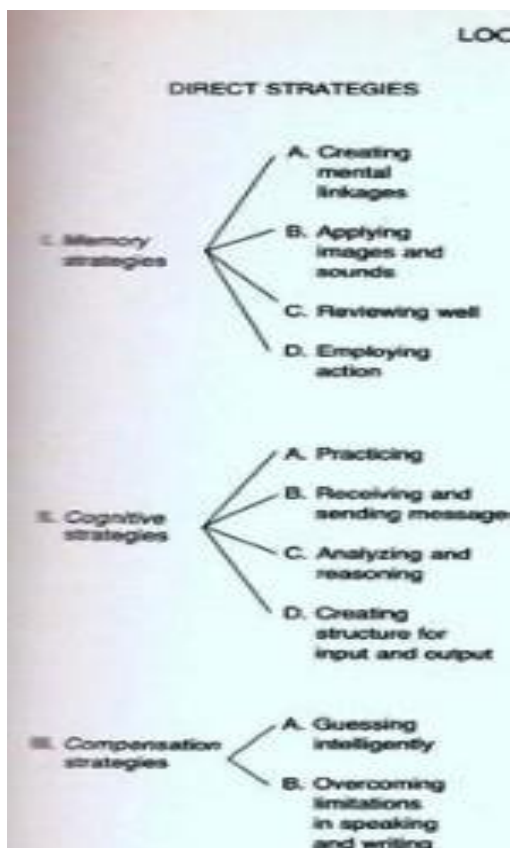 LOC
DIRECT STRATEGIES
A. Creating
mental
linkages
I. Memory
strategies
B. Applying
images and
sounds
C. Reviewing well
D. Employing
action
A. Practicing
II. Cognitive
strategies
B. Receiving and
sending message
C. Analyzing and
reasoning
D. Creating
structure for
input and output
III. Compensation
strategies
A. Guessing
intelligently
B. Overcoming
limitations
in speaking
and writing